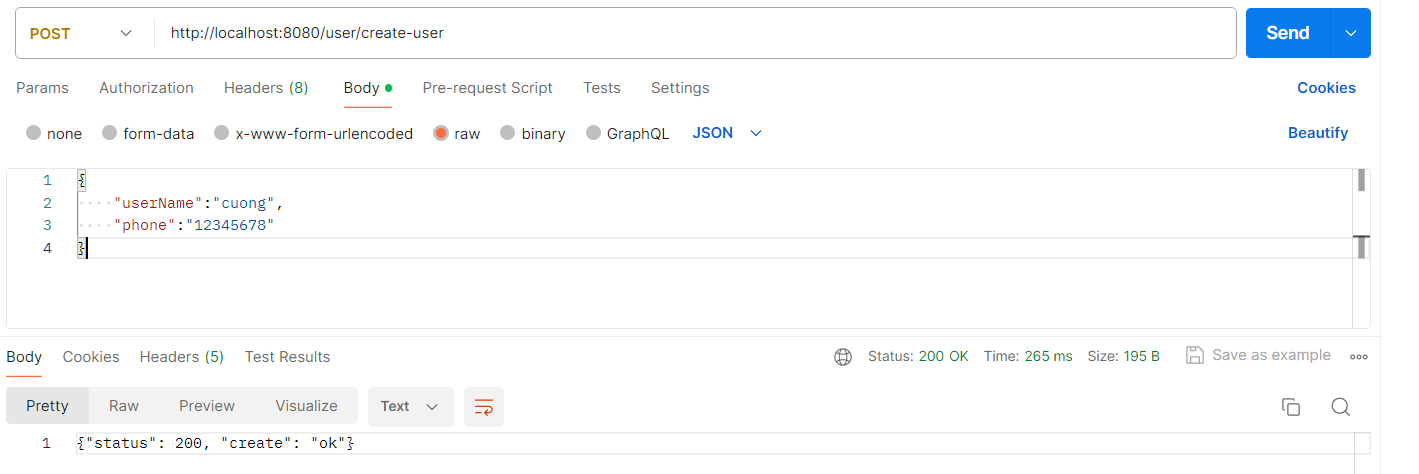 POST http://localhost:8080/user/create-user Send
Params Authorization Headers (8) Body Pre-request Script Tests Settings Cookies
none form-data x-www-form-urlencoded raw binary GraphQL JSON Beautify
1 {
2 "userName":"cuong",
3 "phone":"12345678"
4 }
Body Cookies Headers (5) Test Results Status: 200 OK Time: 265 ms Size: 195 B Save as example
Pretty Raw Preview Visualize Text
1 {"status": 200, "create": "ok"}